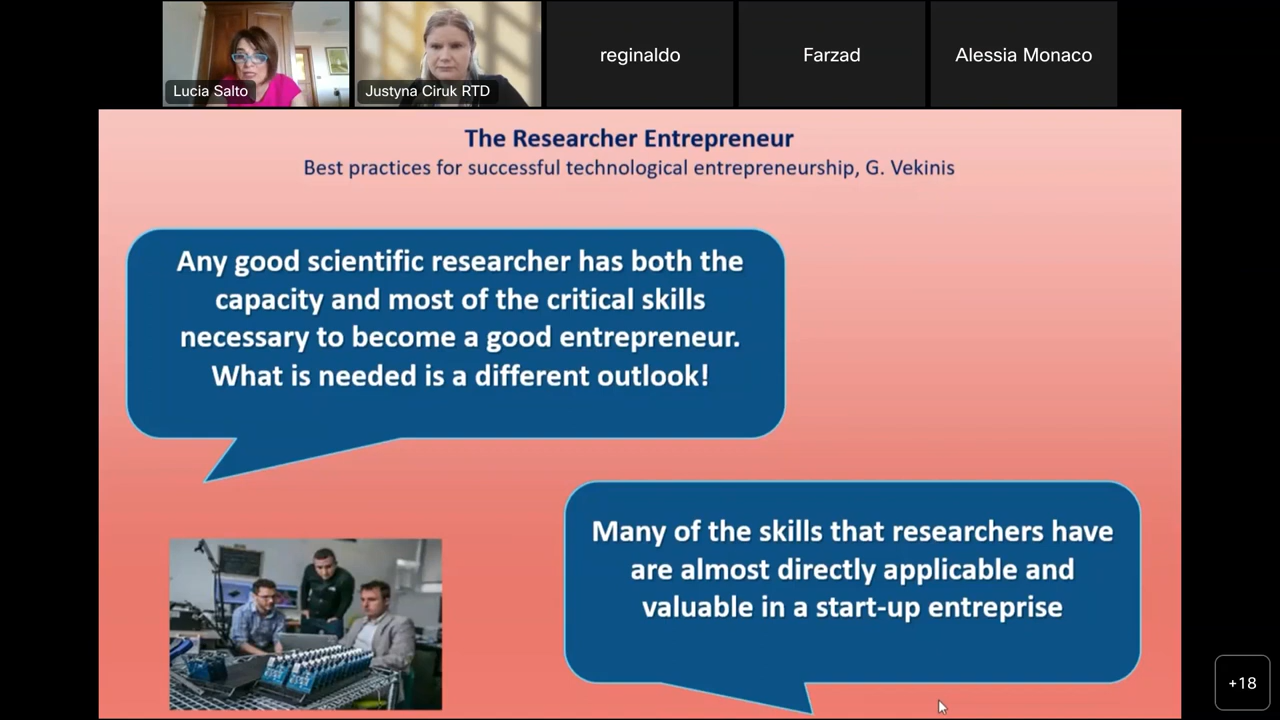 Lucia Salto
Justyna Ciruk RTD
reginaldo
Farzad
Alessia Monaco
The Researcher Entrepreneur
Best practices for successful technological entrepreneurship, G. Vekinis
Any good scientific researcher has both the
capacity and most of the critical skills
necessary to become a good entrepreneur.
What is needed is a different outlook!
Many of the skills that researchers have
are almost directly applicable and
valuable in a start-up entreprise
+18